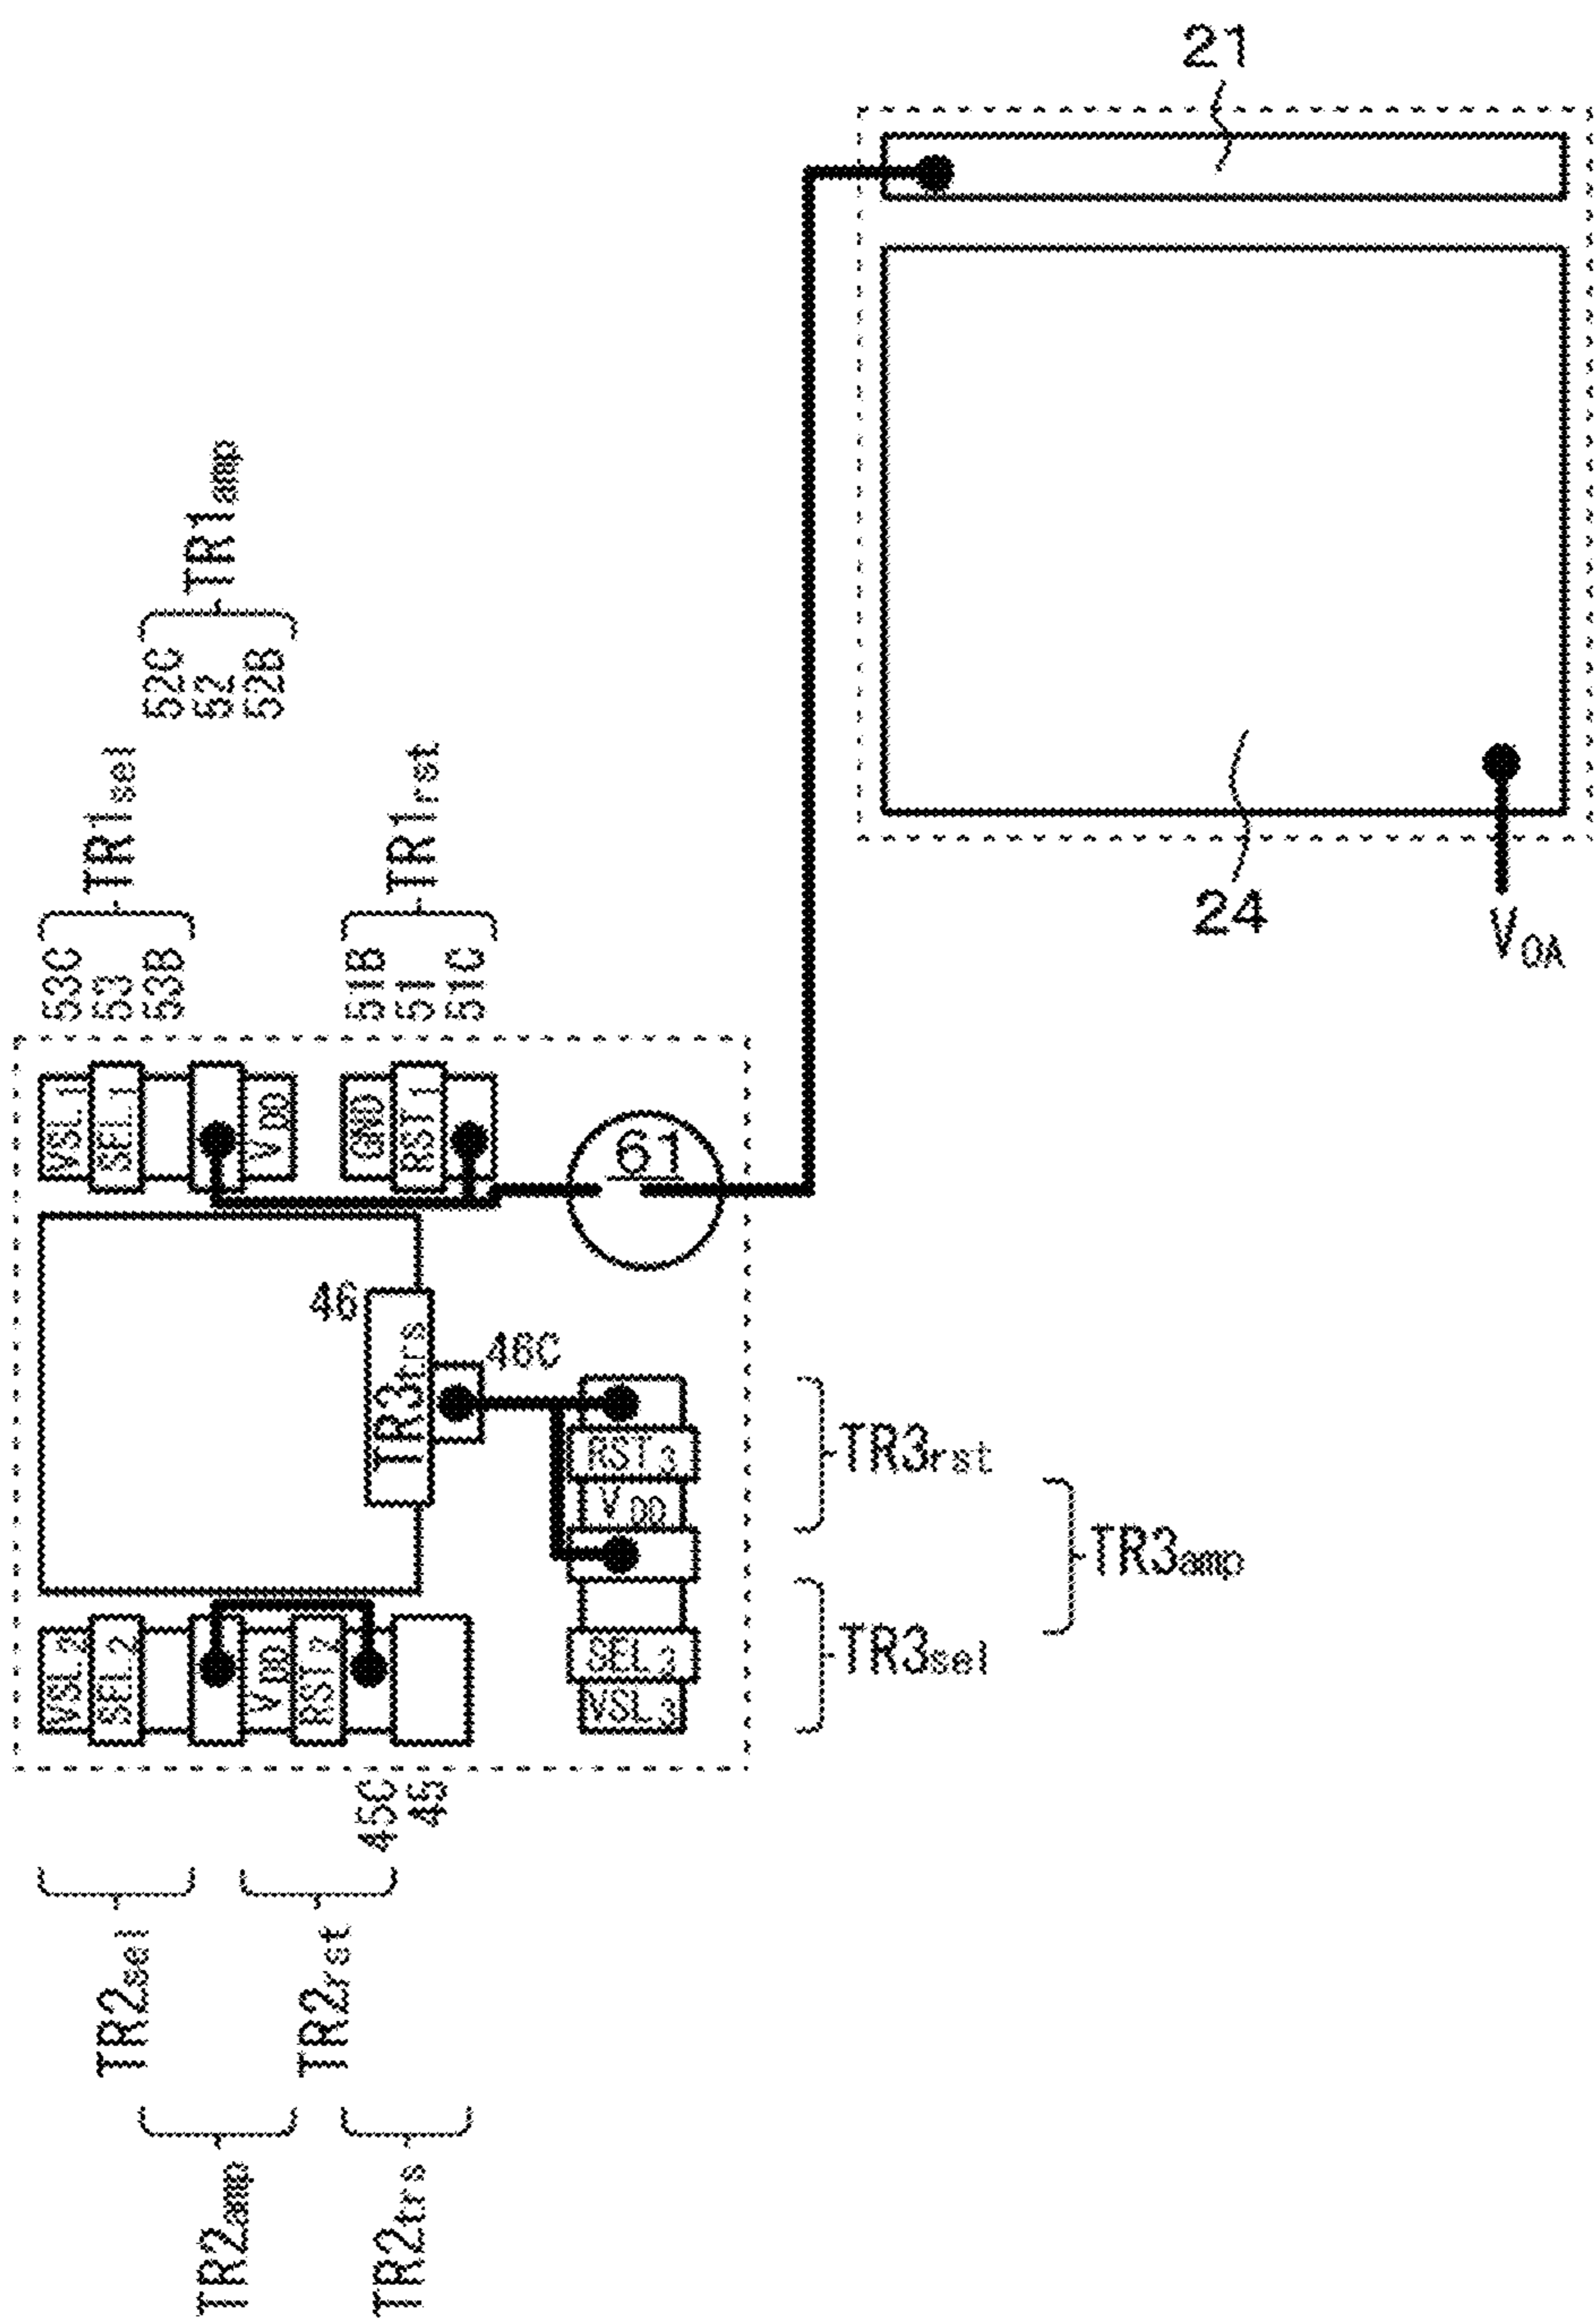 21
TR1amp
52C
52
52B
TR1sel
53C
53
53B
TR1rst
51B
51
51C
24
VOA
VSL1
SEL1
VDD
GND
RST1
61
46
TR3trs
46C
RST3
VDD
SEL3
VSL3
TR3rst
TR3amp
TR3sel
VSL2
SEL2
VDD
RST2
45C
45
TR2sel
TR2rst
TR2amp
TR2trs